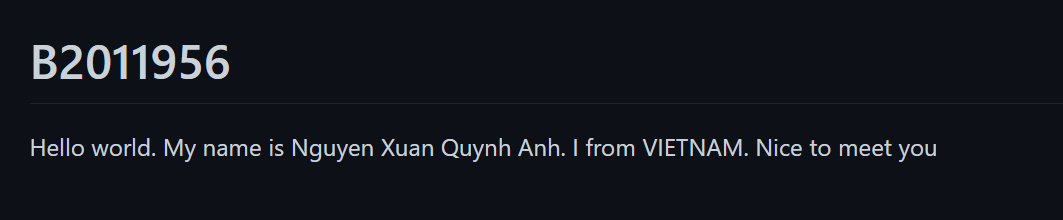 B2011956
Hello world. My name is Nguyen Xuan Quynh Anh. I from VIETNAM. Nice to meet you